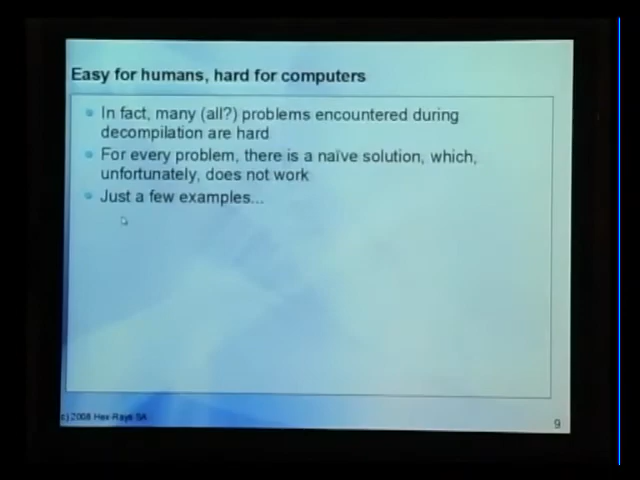 Easy for humans, hard for computers
In fact, many (all?) problems encountered during
decompilation are hard
For every problem, there is a naïve solution, which,
unfortunately, does not work
Just a few examples...
(c) 2008 Hex-Rays SA
9